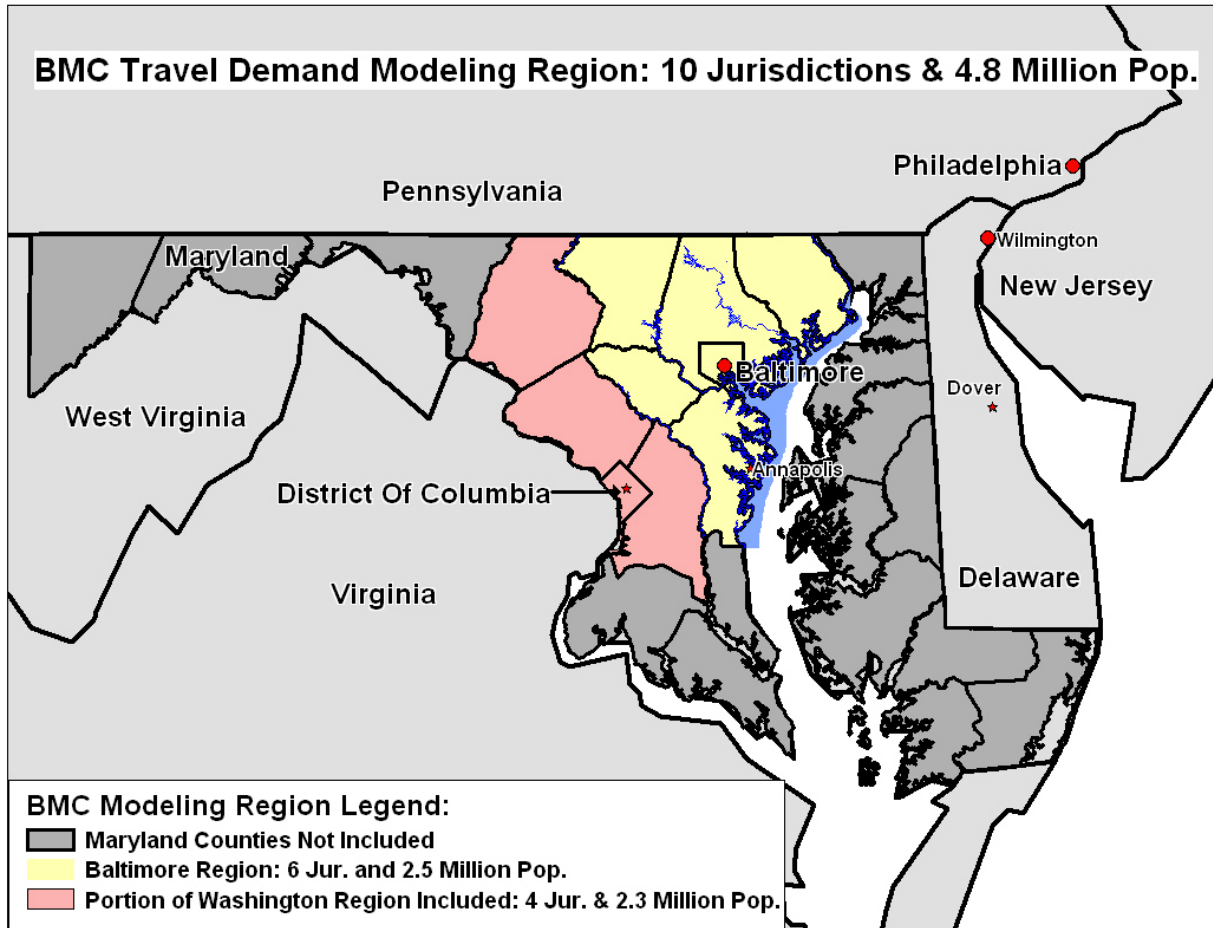 BMC Travel Demand Modeling Region: 10 Jurisdictions & 4.8 Million Pop.
Philadelphia
Pennsylvania
Wilmington
Maryland
New Jersey
Baltimore
Dover
West Virginia
Annapolis
District Of Columbia
Delaware
Virginia
BMC Modeling Region Legend:
Maryland Counties Not Included
Baltimore Region: 6 Jur. and 2.5 Million Pop.
Portion of Washington Region Included: 4 Jur. & 2.3 Million Pop.